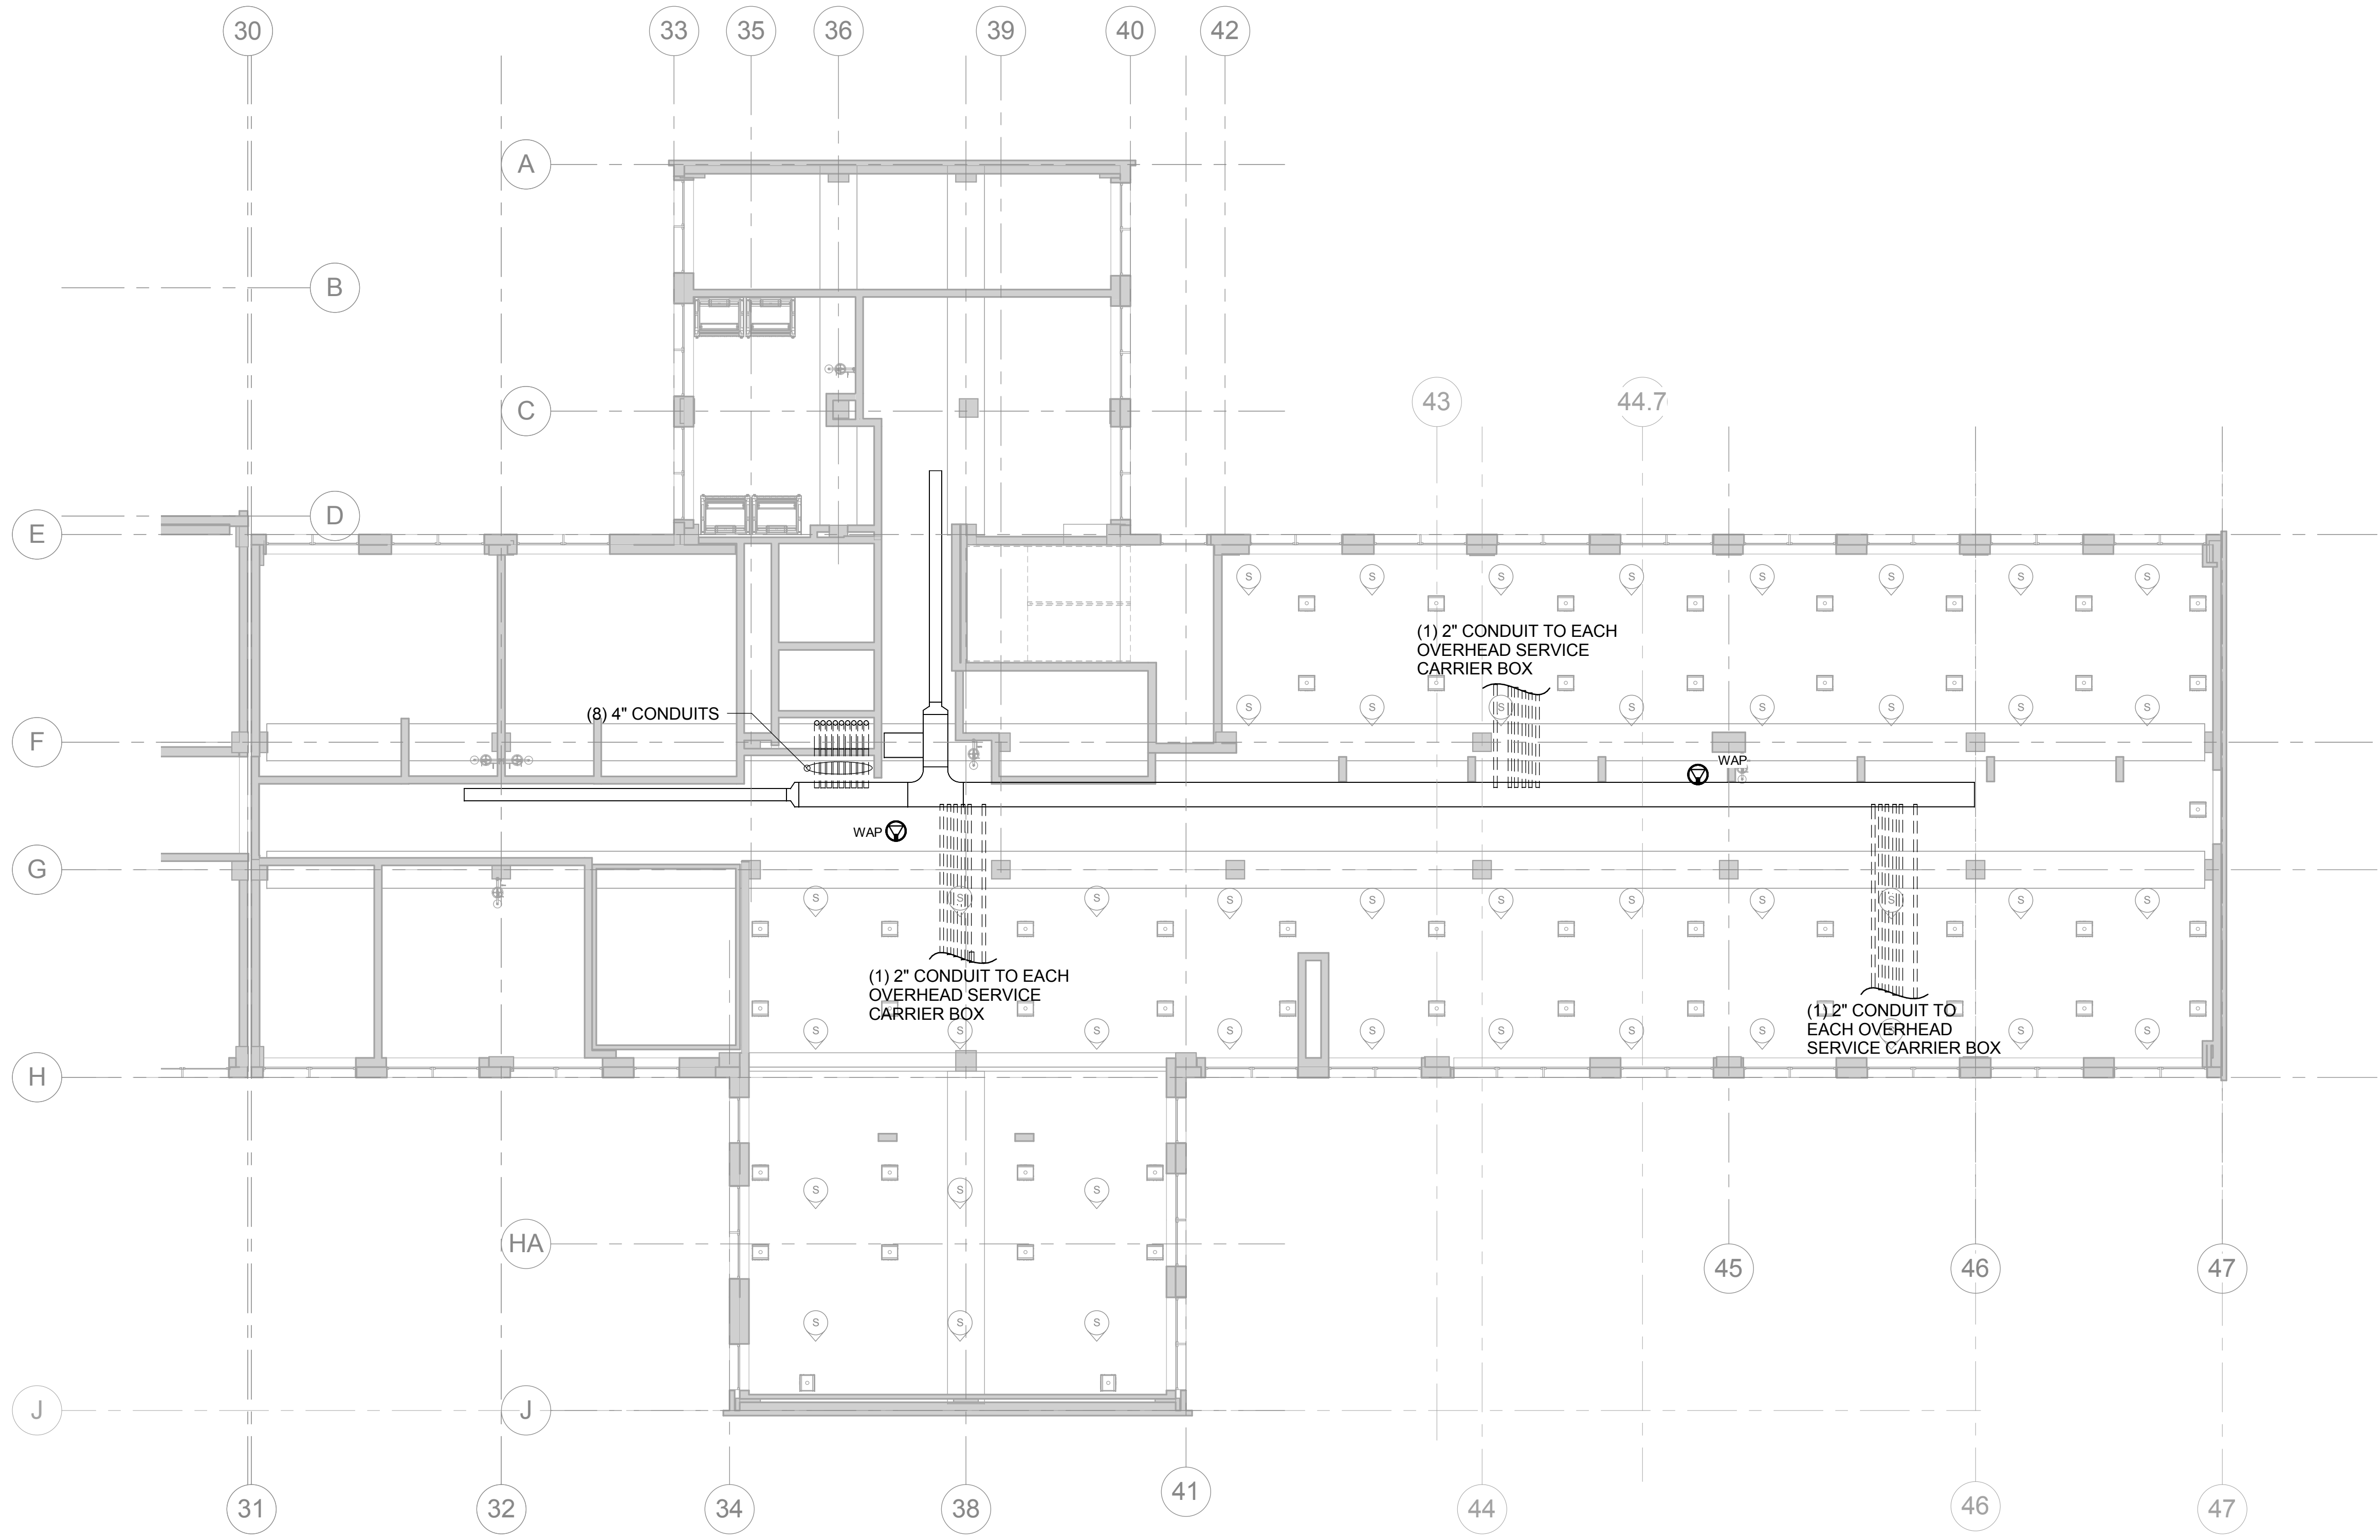 30
33
35
36
39
40
42
A
B
C
43
44.7
D
E
S
S
S
S
S
S
S
S
(1) 2" CONDUIT TO EACH
OVERHEAD SERVICE
CARRIER BOX
(8) 4" CONDUITS
S
S
S
S
S
S
S
S
F
WAP
WAP
G
S
S
S
S
S
S
S
S
S
S
S
(1) 2" CONDUIT TO EACH
OVERHEAD SERVICE
CARRIER BOX
(1) 2" CONDUIT TO
EACH OVERHEAD
SERVICE CARRIER BOX
S
S
S
S
S
S
S
S
S
S
S
H
S
S
S
HA
45
46
47
S
S
S
J
J
31
32
34
38
41
44
46
47